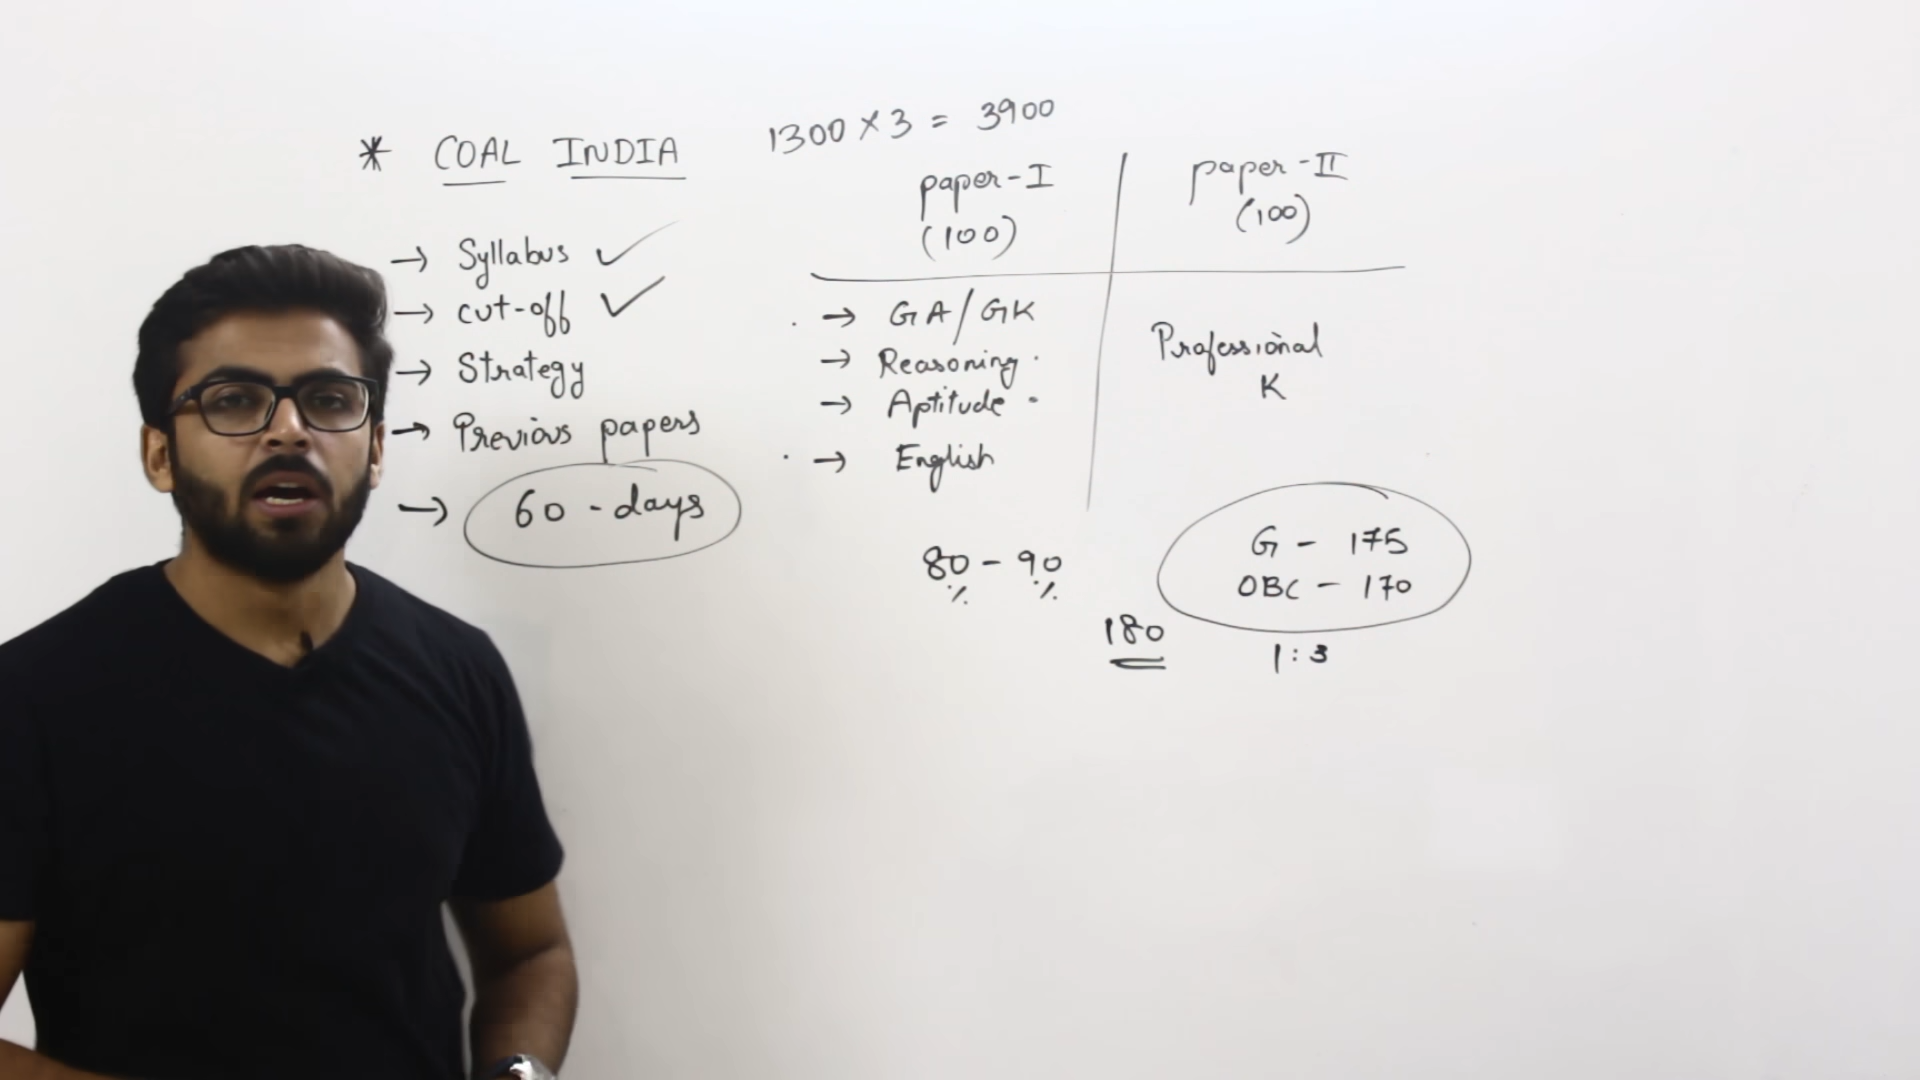 * COAL INDIA
→ Syllabus ✓
→ cut-off ✓
→ Strategy
→ Previous papers
→ 60 - days
1300 × 3 = 3900
paper-I
(100)
→ GA/GK
→ Reasoning
→ Aptitude
→ English
80 - 90
% %
paper-II
(100)
Professional
K
G - 175
OBC - 170
180
1:3